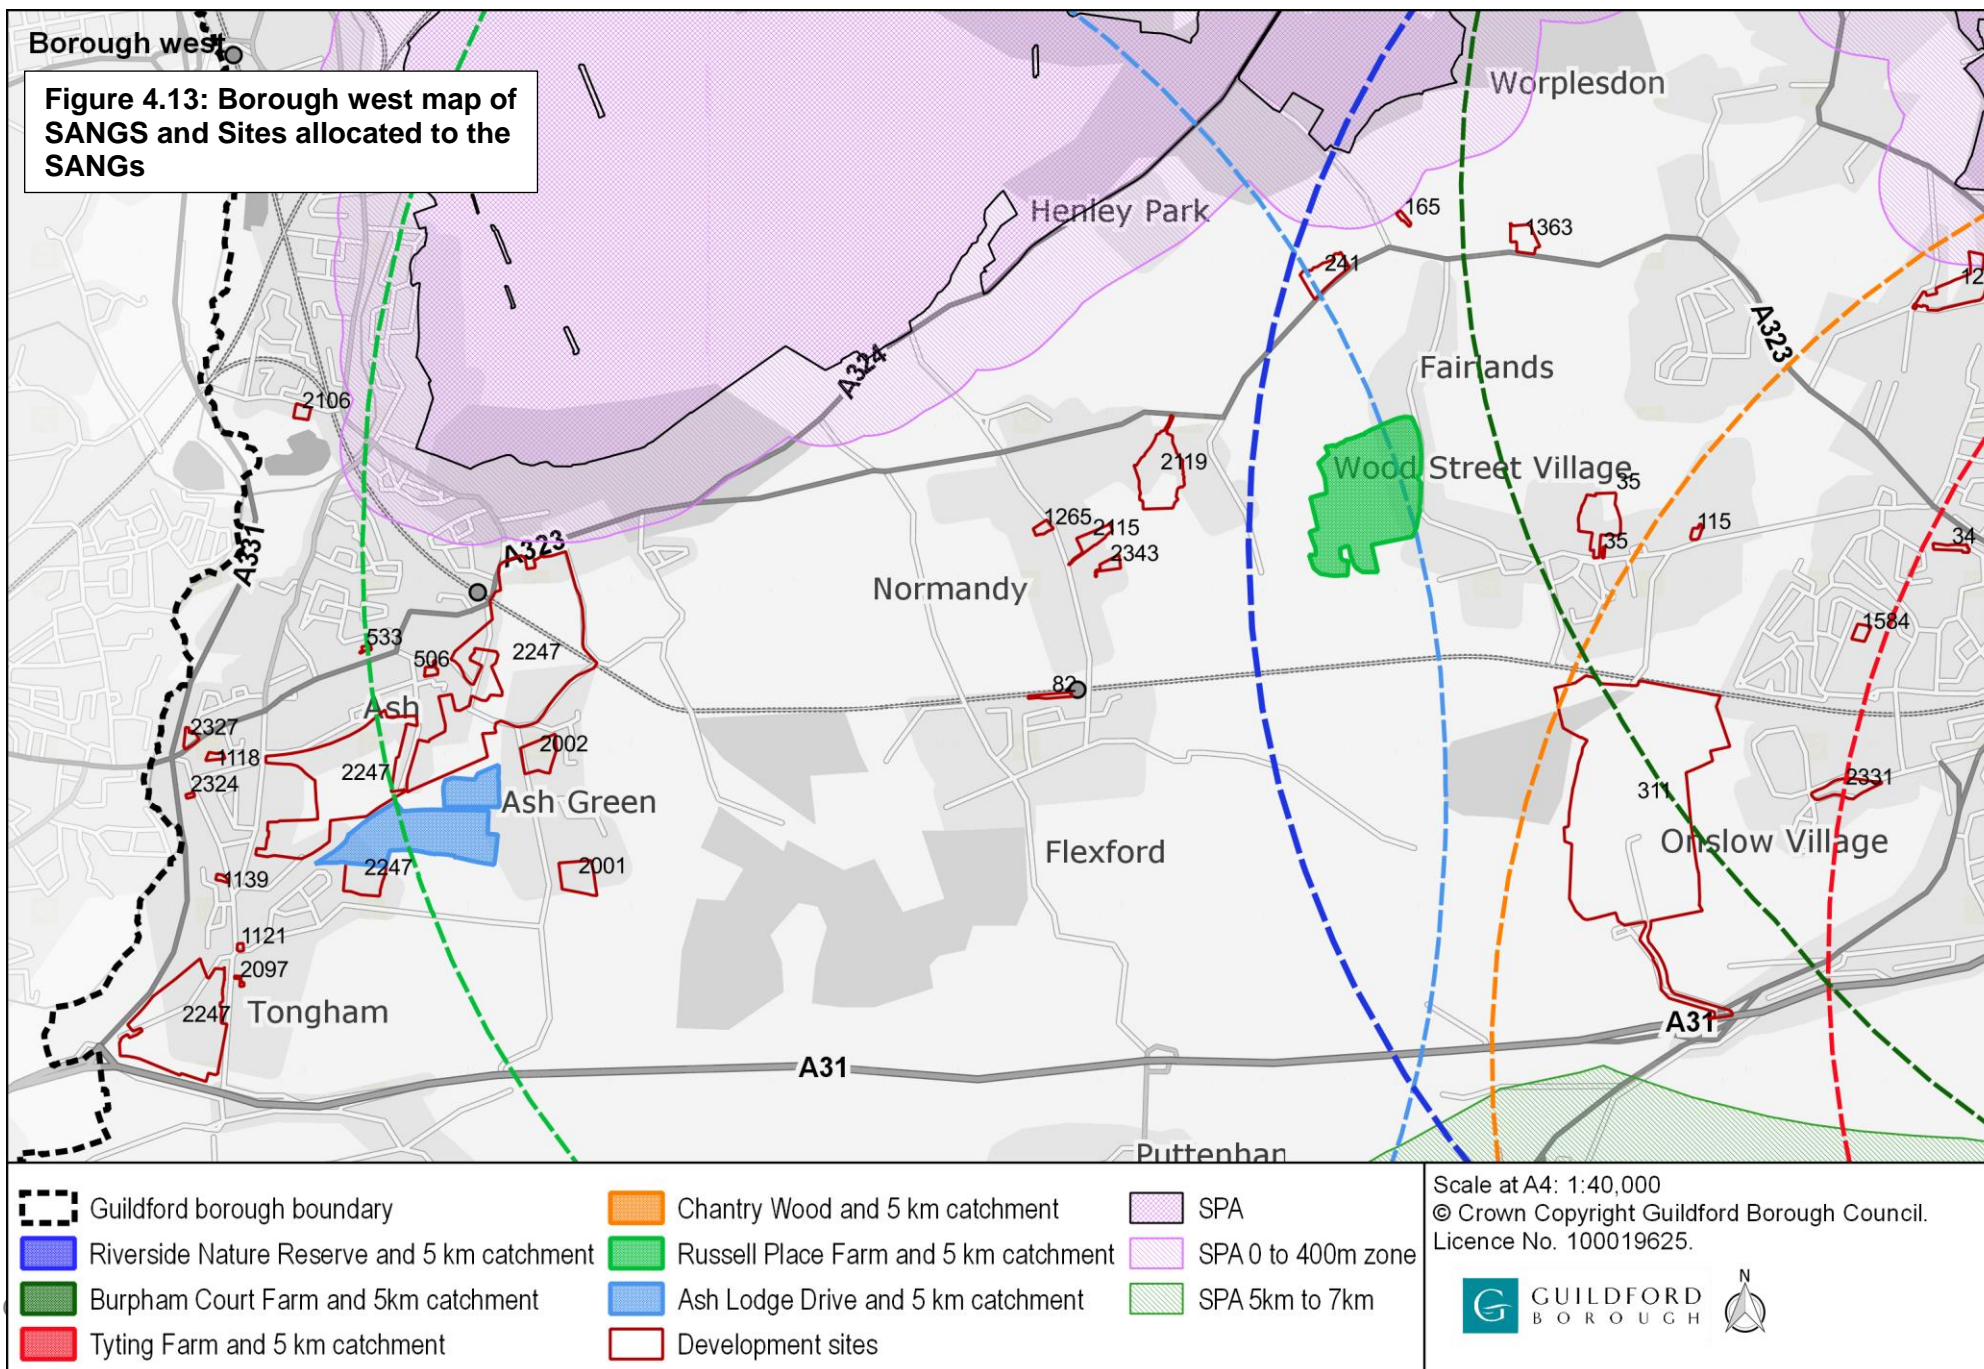 Borough west
Figure 4.13: Borough west map of
SANGS and Sites allocated to the
SANGs
Worplesdon
Henley Park
165
1363
241
12
A323
A324
Fairlands
2106
2119
Wood Street Village
35
1265
2115
115
A331
A323
35
34
2343
Normandy
1584
533
506
2247
82
Ash
2327
2002
1118
2247
2331
2324
311
Ash Green
Onslow Village
Flexford
2247
2001
1139
1121
2097
2247
Tongham
A31
A31
Puttenhan
Guildford borough boundary
Riverside Nature Reserve and 5 km catchment
Burpham Court Farm and 5km catchment
Tyting Farm and 5 km catchment
Chantry Wood and 5 km catchment
Russell Place Farm and 5 km catchment
Ash Lodge Drive and 5 km catchment
Development sites
SPA
SPA 0 to 400m zone
SPA 5km to 7km
Scale at A4: 1:40,000
© Crown Copyright Guildford Borough Council.
Licence No. 100019625.
G
GUILDFORD
BOROUGH
N